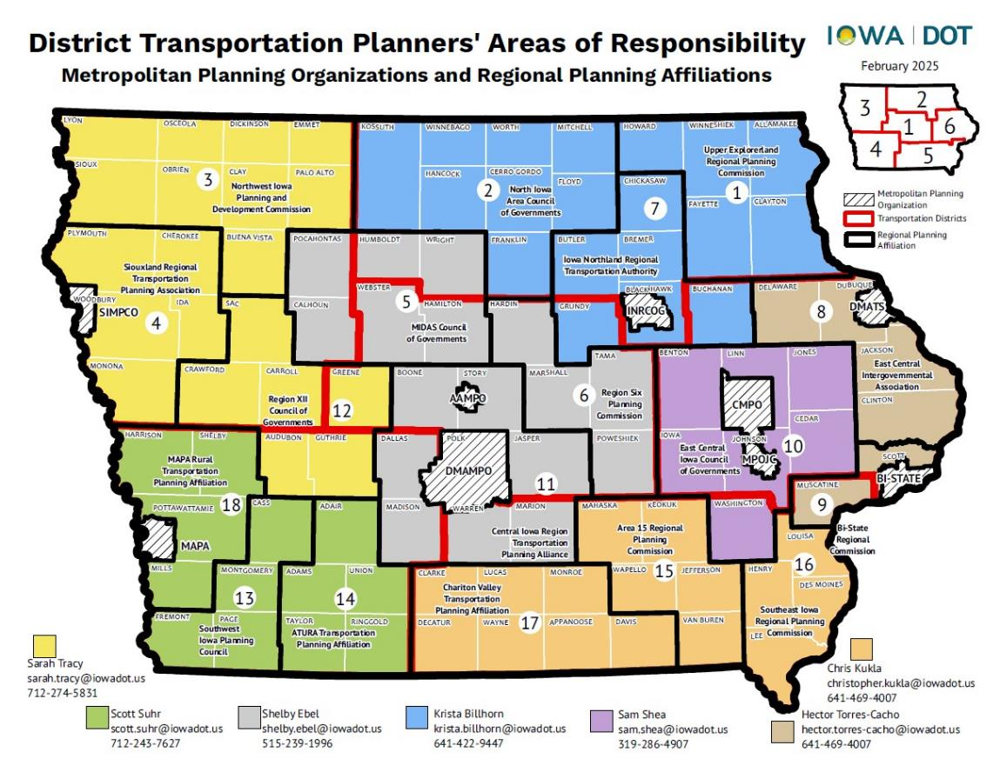 District Transportation Planners' Areas of Responsibility
Metropolitan Planning Organizations and Regional Planning Affiliations
IOWA | DOT
February 2025
3
2
1
6
4
5
Metropolitan Planning
Organization
Transportation Districts
Regional Planning
Affiliation
LYON
OSCEOLA
DICKINSON
EMMET
KOSSUTH
WINNEBAGO
WORTH
MITCHELL
HOWARD
WINNESHIEK
ALLAMAKEE
SIOUX
OBRIEN
CLAY
PALO ALTO
3
Northwest Iowa
Planning and
Development Commission
HANCOCK
CERRO GORDO
FLOYD
2
North Iowa
Area Council
of Governments
CHICKASAW
7
Upper Explorerland
Regional Planning
Commission
1
FAYETTE
CLAYTON
PLYMOUTH
CHEROKEE
BUENA VISTA
POCAHONTAS
HUMBOLDT
WRIGHT
FRANKLIN
BUTLER
BREMER
Iowa Northland Regional
Transportation Authority
Siouxland Regional
Transportation
Planning Association
WOODBURY
SIMPCO
IDA
SAC
4
CALHOUN
WEBSTER
5
HAMILTON
MIDAS Council
of Governments
HARDIN
GRUNDY
BLACK HAWK
INRCOG
BUCHANAN
DELAWARE
DUBUQUE
8
DMATS
MONONA
CRAWFORD
CARROLL
GREENE
Region XII
Council of
Governments
12
BOONE
STORY
AAMPO
MARSHALL
TAMA
6
Region Six
Planning
Commission
BENTON
LINN
JONES
CMPO
CEDAR
JACKSON
East Central
Intergovernmental
Association
CLINTON
HARRISON
SHELBY
AUDUBON
GUTHRIE
DALLAS
POLK
JASPER
POWESHIEK
IOWA
JOHNSON
MPOJC
10
East Central
Iowa Council
of Governments
SCOTT
BI-STATE
MAPA Rural
Transportation
Planning Affiliation
DMAMPO
11
MUSCATINE
9
POTTAWATTAMIE
18
CASS
ADAIR
MADISON
WARREN
MARION
MAHASKA
KEOKUK
WASHINGTON
Central Iowa Region
Transportation
Planning Alliance
Area 15 Regional
Planning
Commission
LOUISA
Bi-State
Regional
Commission
MAPA
MILLS
MONTGOMERY
ADAMS
UNION
CLARKE
LUCAS
MONROE
WAPELLO
15
JEFFERSON
HENRY
16
DES MOINES
13
14
Chariton Valley
Transportation
Planning Affiliation
FREMONT
PAGE
Southwest
Iowa Planning
Council
TAYLOR
RINGGOLD
ATURA Transportation
Planning Affiliation
DECATUR
WAYNE
17
APPANOOSE
DAVIS
VAN BUREN
Southeast Iowa
Regional Planning
Commission
LEE
Sarah Tracy
sarah.tracy@iowadot.us
712-274-5831
Scott Suhr
scott.suhr@iowadot.us
712-243-7627
Shelby Ebel
shelby.ebel@iowadot.us
515-239-1996
Krista Billhorn
krista.billhorn@iowadot.us
641-422-9447
Sam Shea
sam.shea@iowadot.us
319-286-4907
Chris Kukla
christopher.kukla@iowadot.us
641-469-4007
Hector Torres-Cacho
hector.torres-cacho@iowadot.us
641-469-4007